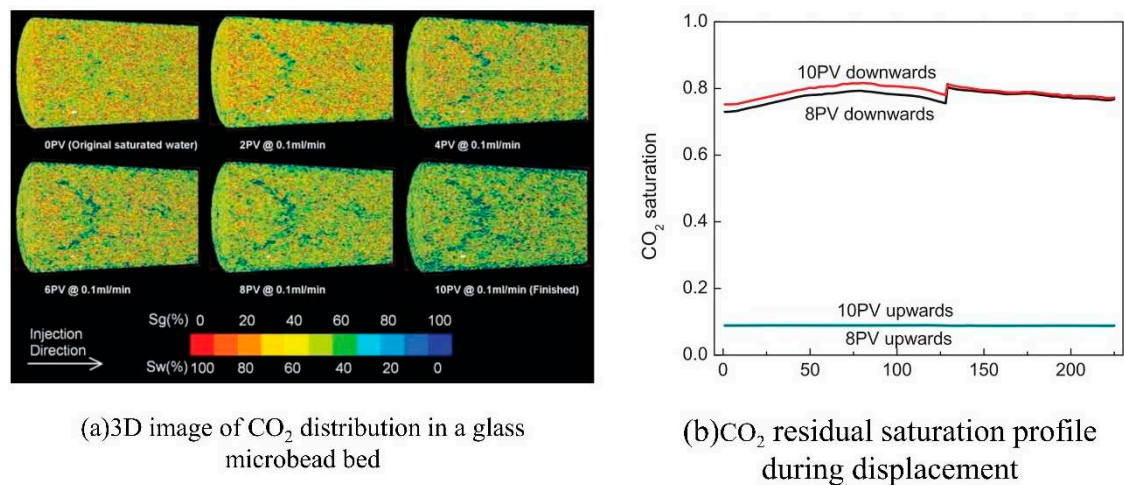 0PV (Original saturated water)
2PV @ 0.1ml/min
4PV @ 0.1ml/min
6PV @ 0.1ml/min
8PV @ 0.1ml/min
10PV @ 0.1ml/min (Finished)
Injection
Direction
Sg(%) 0 20 40 60 80 100
Sw(%) 100 80 60 40 20 0
(a)3D image of CO₂ distribution in a glass
microbead bed
1.0
0.8
0.6
0.4
0.2
0.0
CO₂ saturation
10PV downwards
8PV downwards
10PV upwards
8PV upwards
0 50 100 150 200
(b)CO₂ residual saturation profile
during displacement